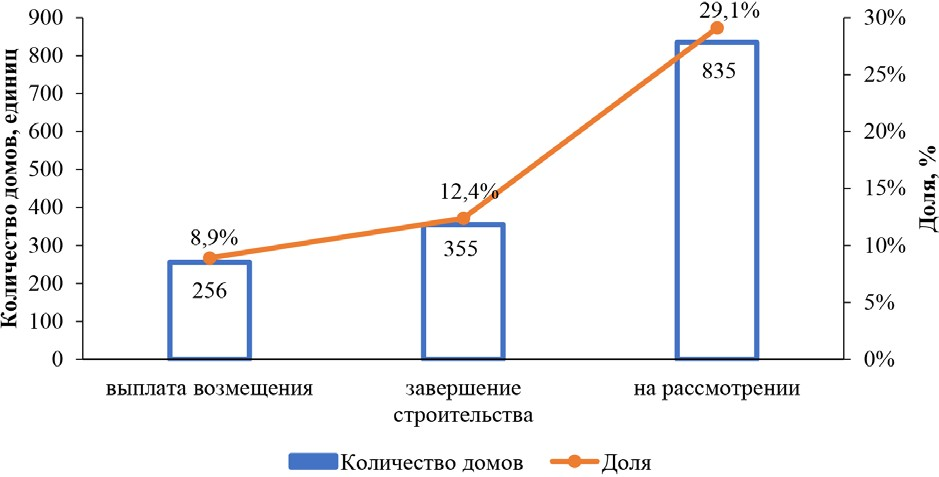 Количество домов, единиц
900
800
700
600
500
400
300
200
100
0
8,9%
256
12,4%
355
29,1%
835
30%
25%
20%
15%
10%
5%
0%
Доля, %
выплата возмещения
завершение
строительства
на рассмотрении
Количество домов
Доля